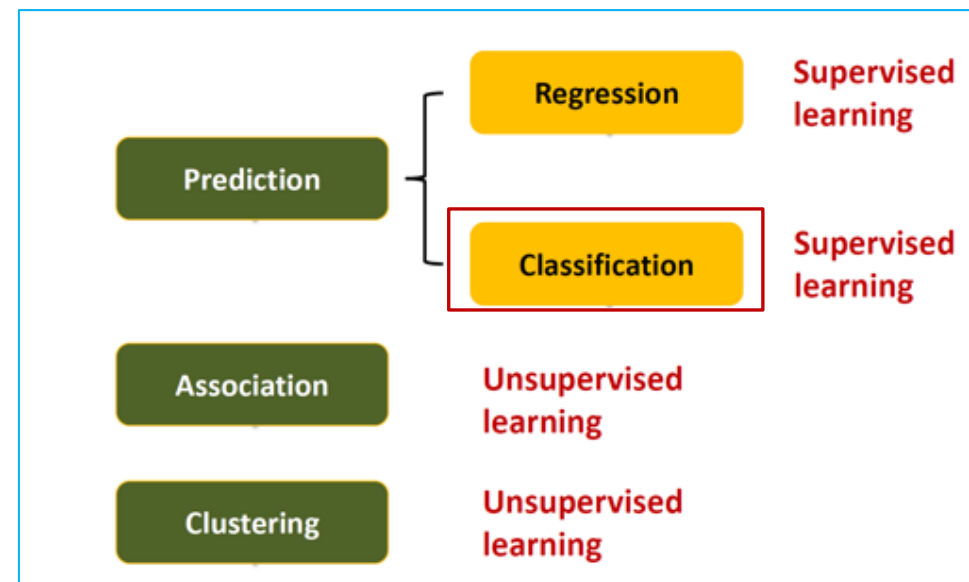 Regression
Supervised
learning
Prediction
Classification
Supervised
learning
Association
Unsupervised
learning
Clustering
Unsupervised
learning